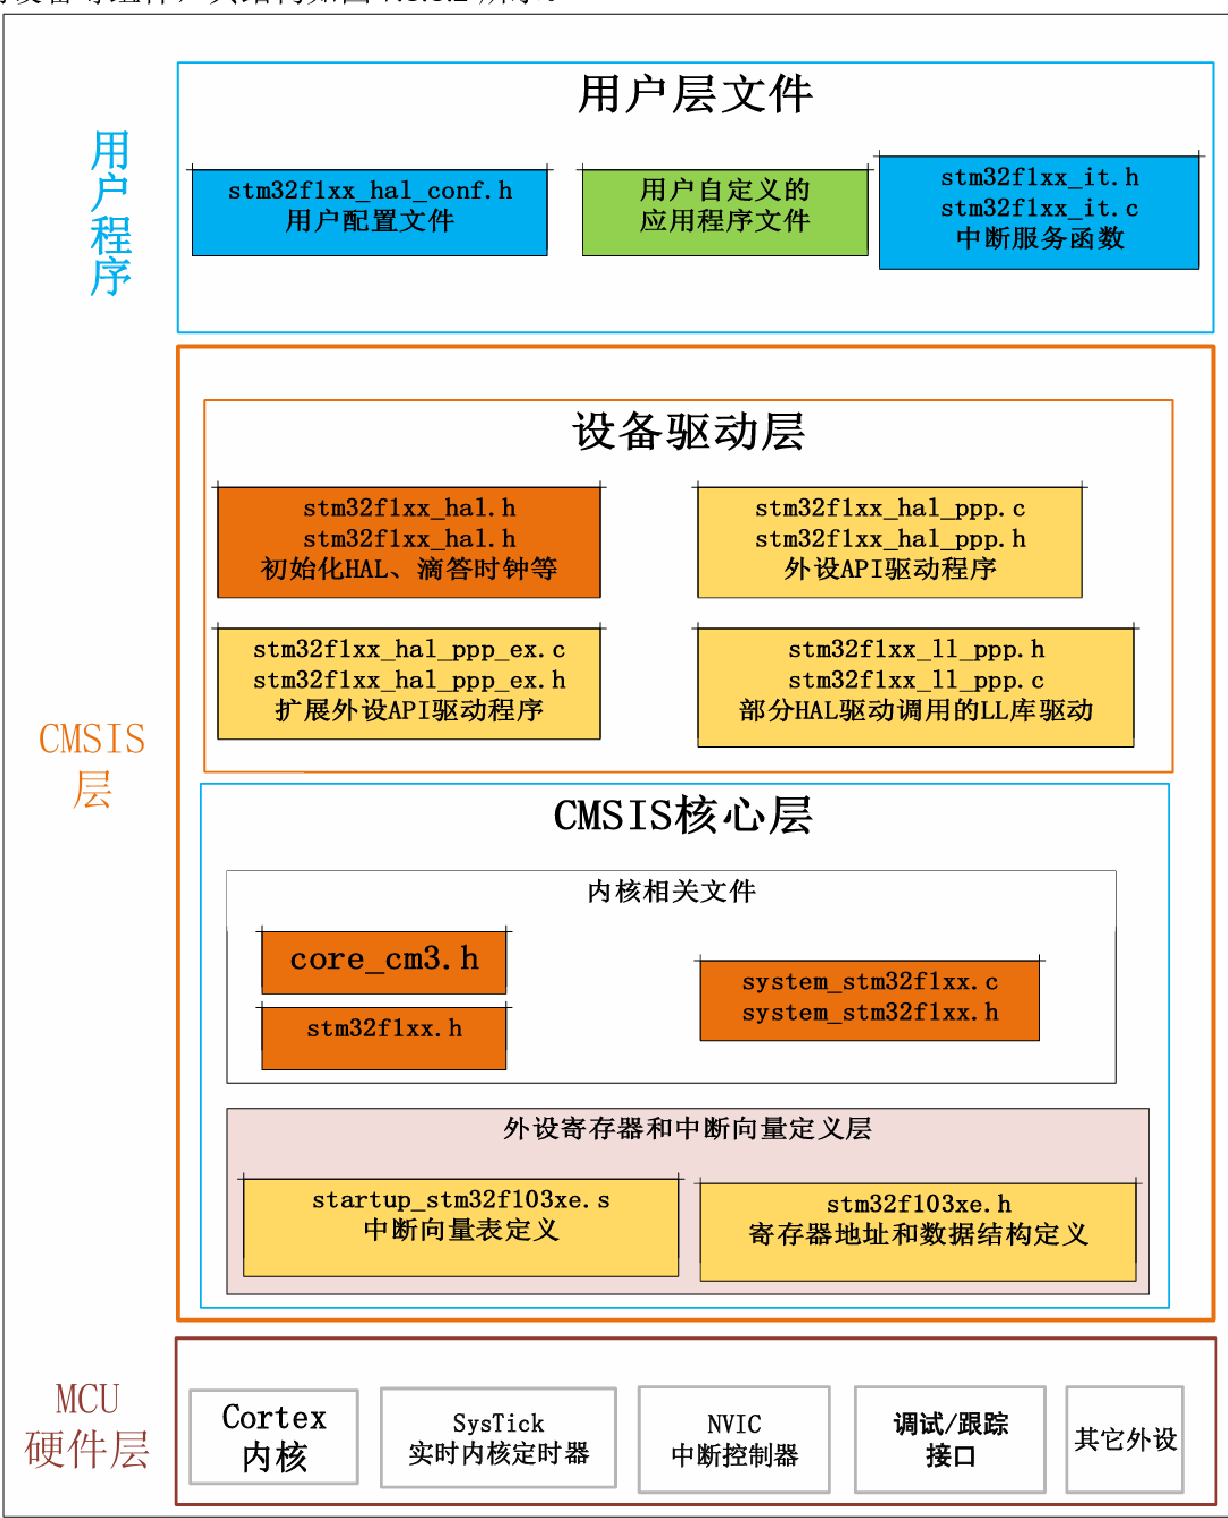 用户程序
用户层文件
stm32f1xx_hal_conf.h
用户配置文件
用户自定义的
应用程序文件
stm32f1xx_it.h
stm32f1xx_it.c
中断服务函数
CMSIS
层
设备驱动层
stm32f1xx_hal.h
stm32f1xx_hal.h
初始化HAL、滴答时钟等
stm32f1xx_hal_ppp.c
stm32f1xx_hal_ppp.h
外设API驱动程序
stm32f1xx_hal_ppp_ex.c
stm32f1xx_hal_ppp_ex.h
扩展外设API驱动程序
stm32f1xx_ll_ppp.h
stm32f1xx_ll_ppp.c
部分HAL驱动调用的LL库驱动
CMSIS核心层
内核相关文件
core_cm3.h
stm32f1xx.h
system_stm32f1xx.c
system_stm32f1xx.h
外设寄存器和中断向量定义层
startup_stm32f103xe.s
中断向量表定义
stm32f103xe.h
寄存器地址和数据结构定义
MCU
硬件层
Cortex
内核
SysTick
实时内核定时器
NVIC
中断控制器
调试/跟踪
接口
其它外设